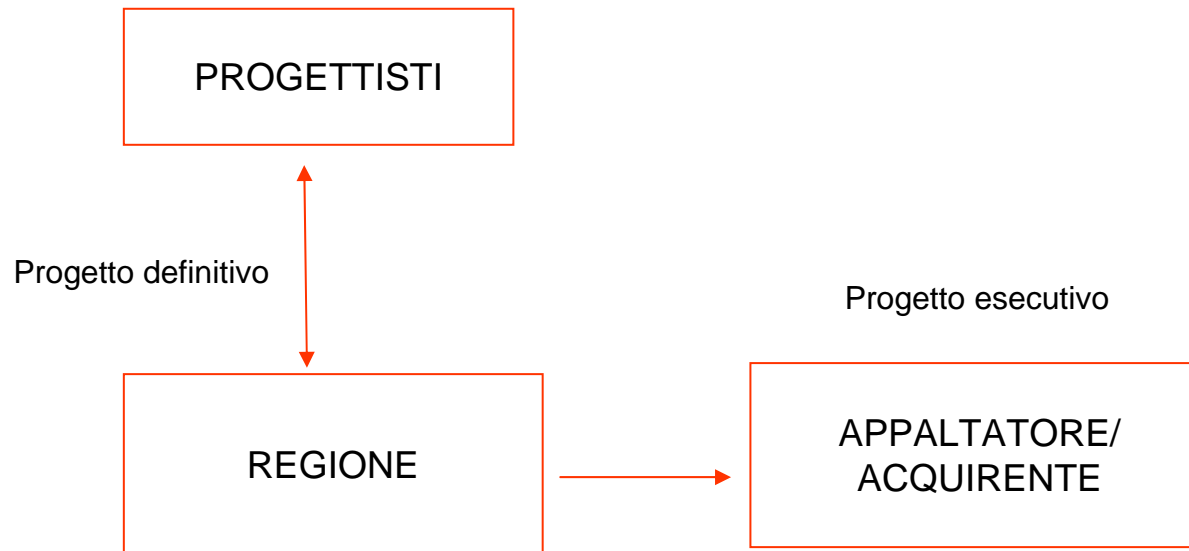 PROGETTISTI
Progetto definitivo
Progetto esecutivo
REGIONE
APPALTATORE/
ACQUIRENTE